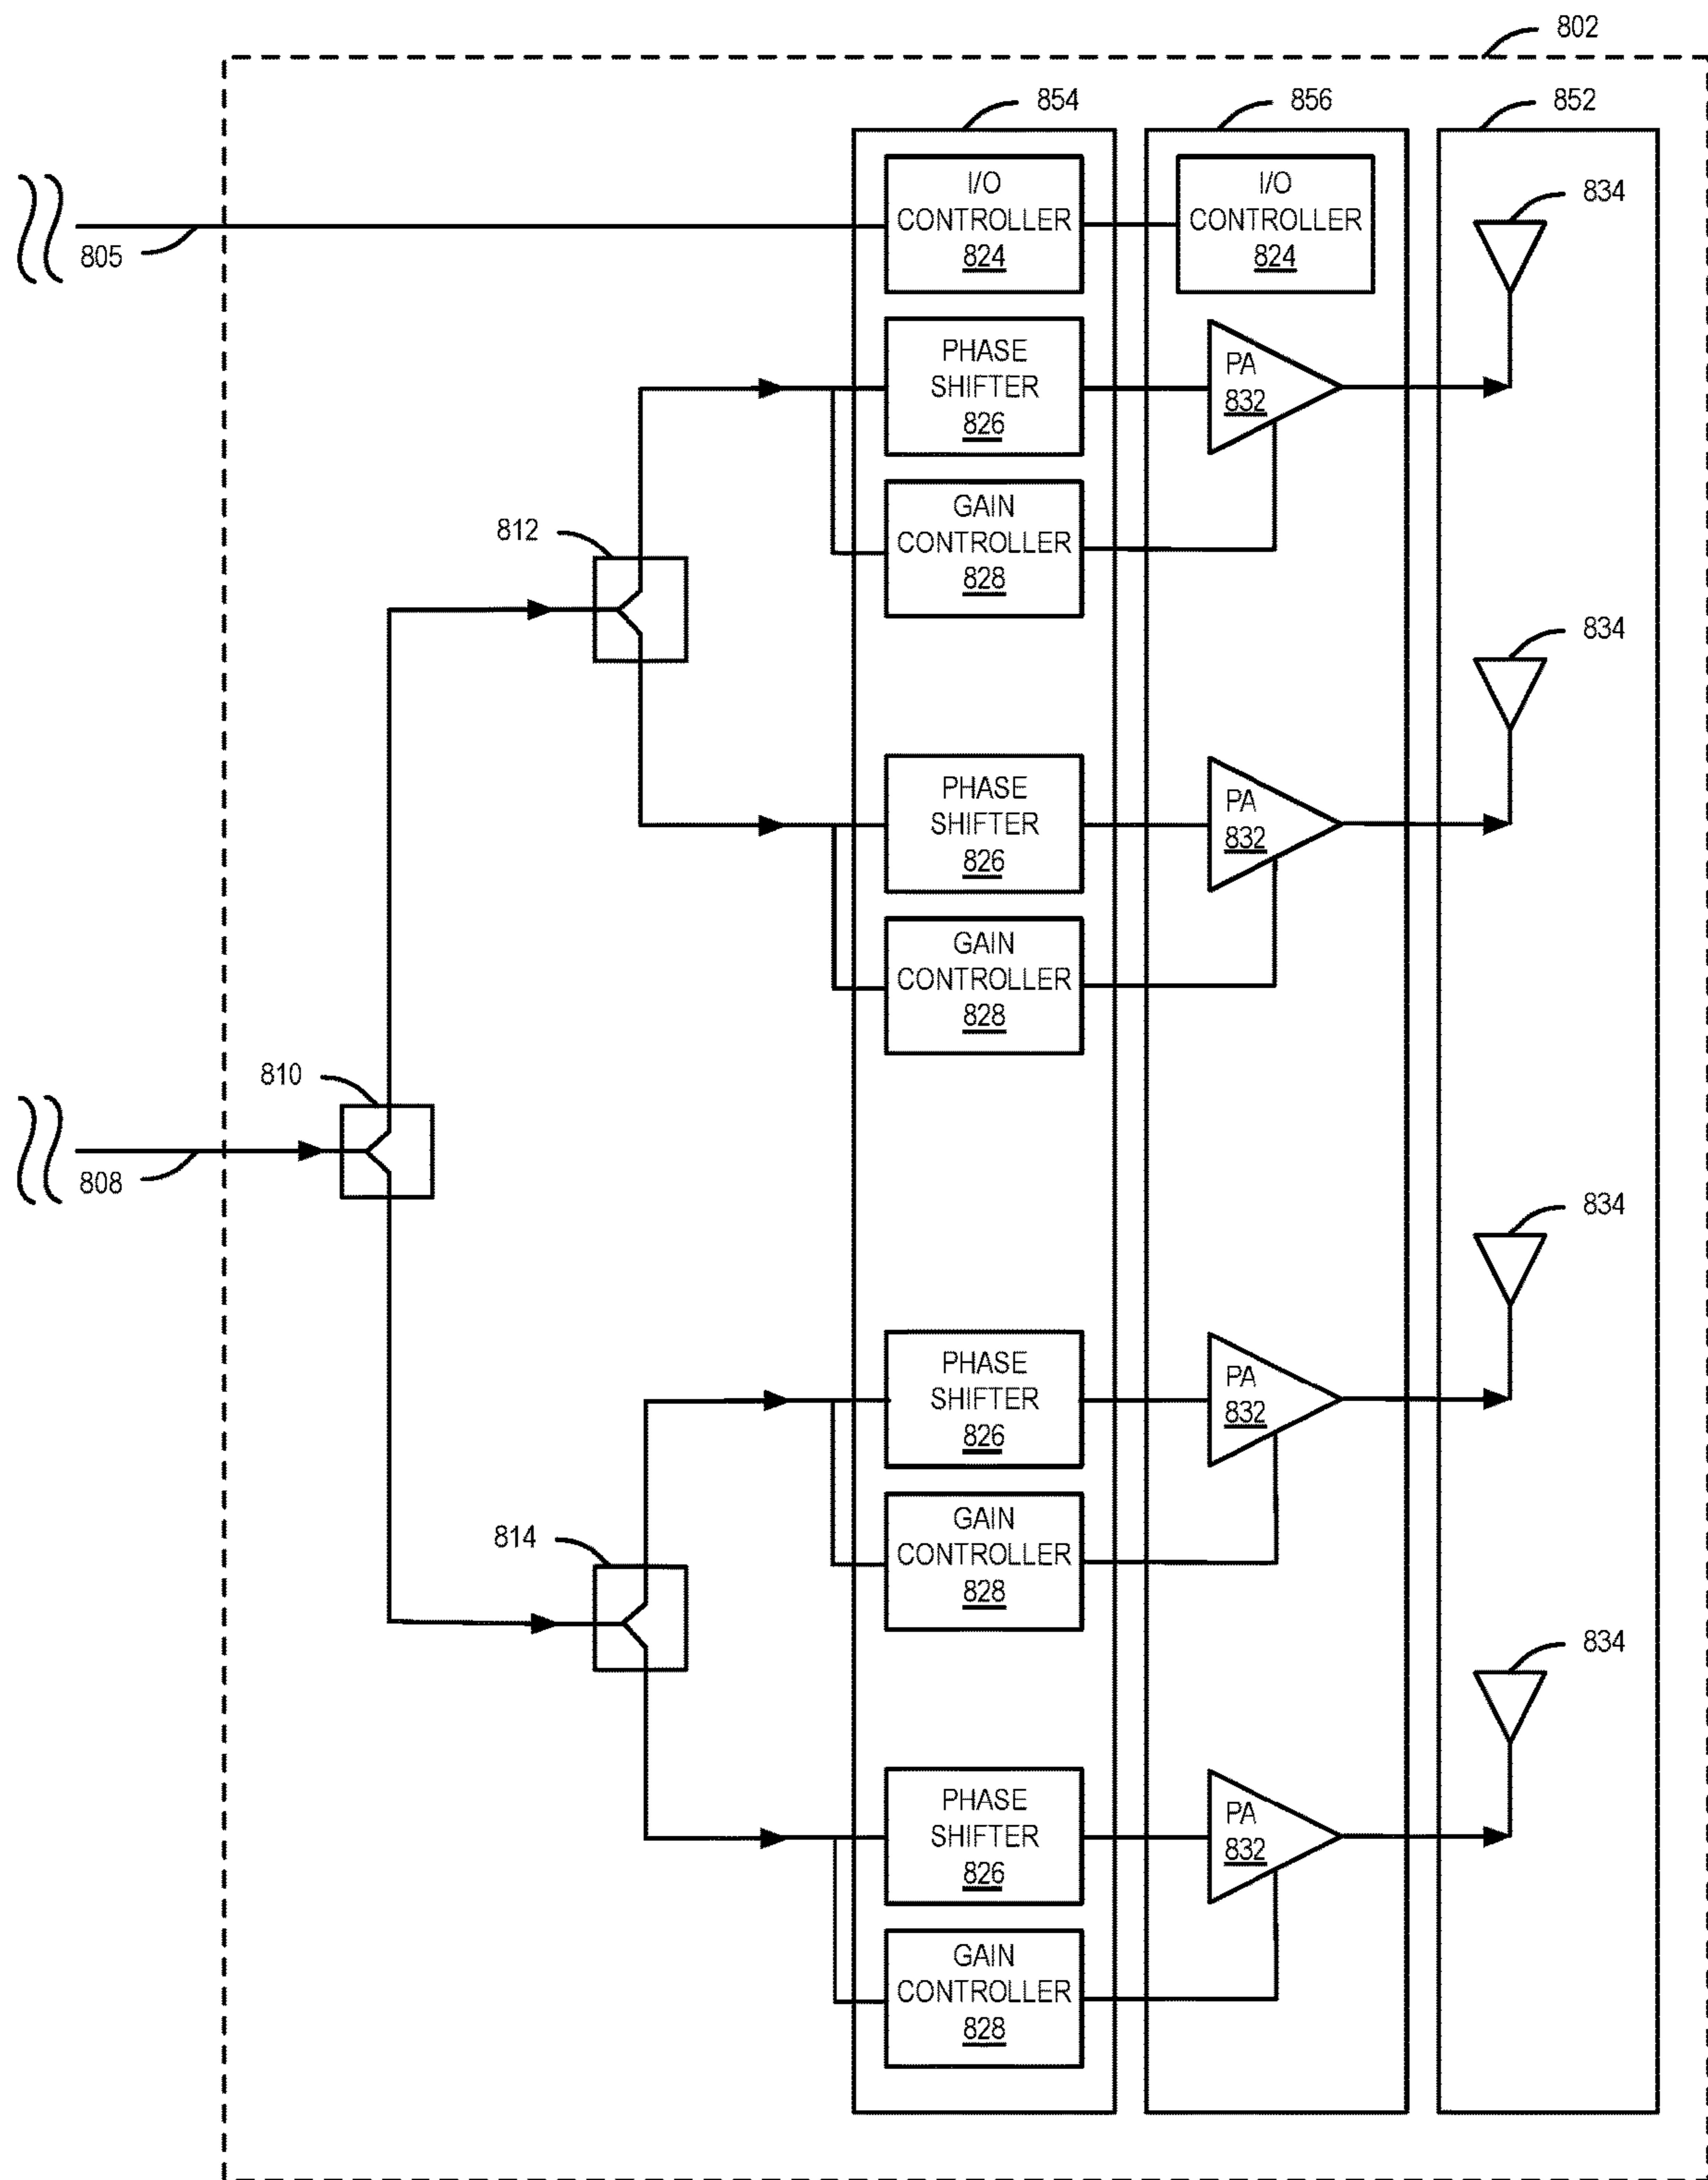 802
854
856
852
I/O
CONTROLLER
824
I/O
CONTROLLER
824
834
805
PHASE
SHIFTER
826
PA
832
GAIN
CONTROLLER
828
812
834
PHASE
SHIFTER
826
PA
832
GAIN
CONTROLLER
828
810
808
834
PHASE
SHIFTER
826
PA
832
GAIN
CONTROLLER
828
814
834
PHASE
SHIFTER
826
PA
832
GAIN
CONTROLLER
828